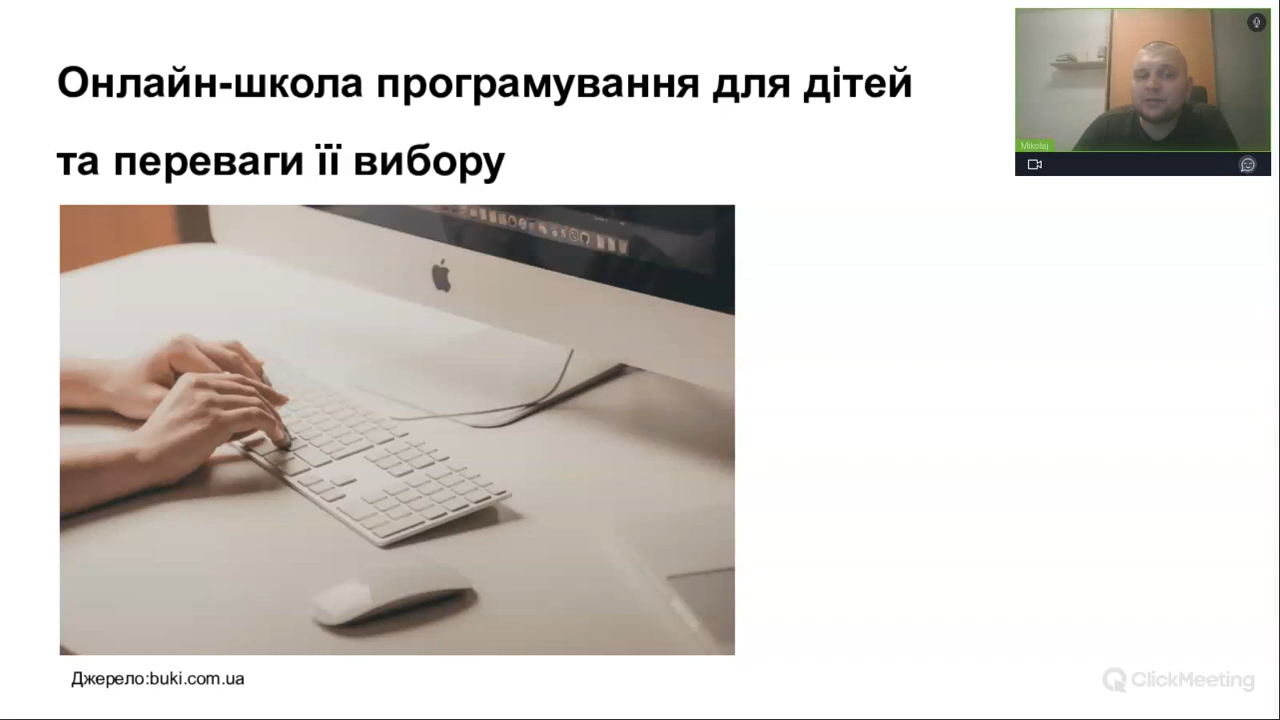 Онлайн-школа програмування для дітей
та переваги її вибору
Mikolaj
Джерело:buki.com.ua
ClickMeeting